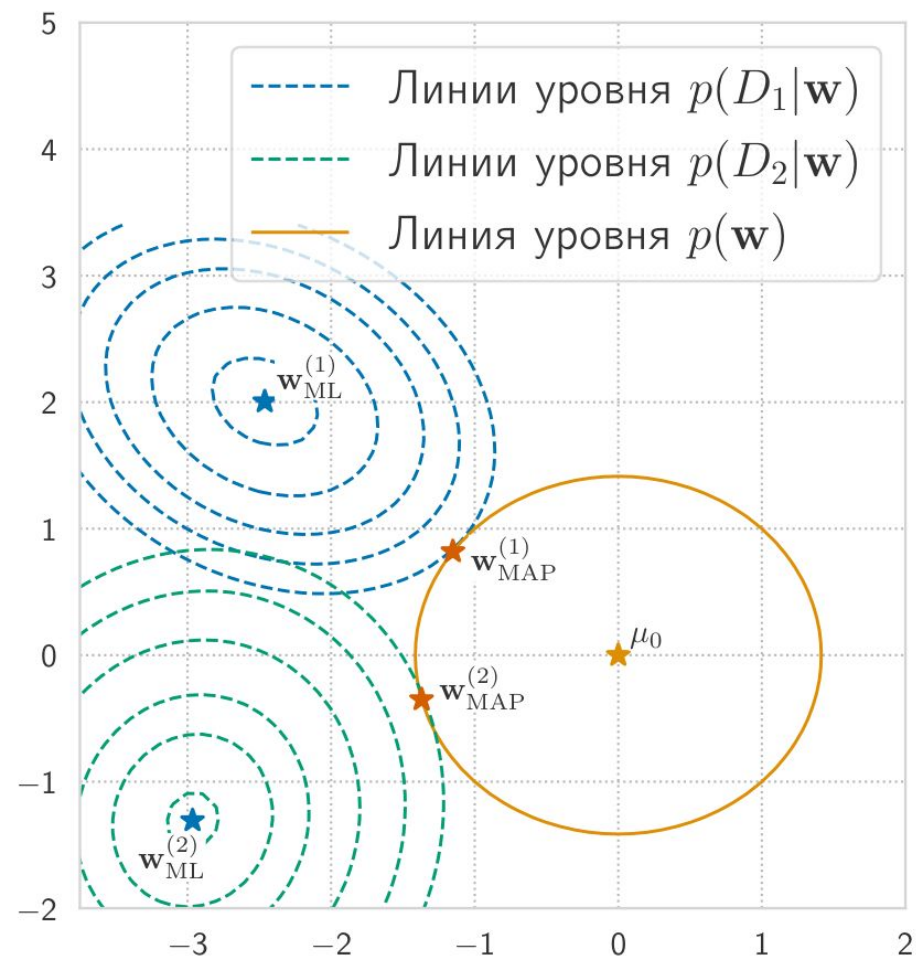 5
4
3
2
1
0
−1
−2
−3
−2
−1
0
1
2
Линии уровня p(D₁|w)
Линии уровня p(D₂|w)
Линия уровня p(w)
w_ML^(1)
w_MAP^(1)
μ₀
w_MAP^(2)
w_ML^(2)